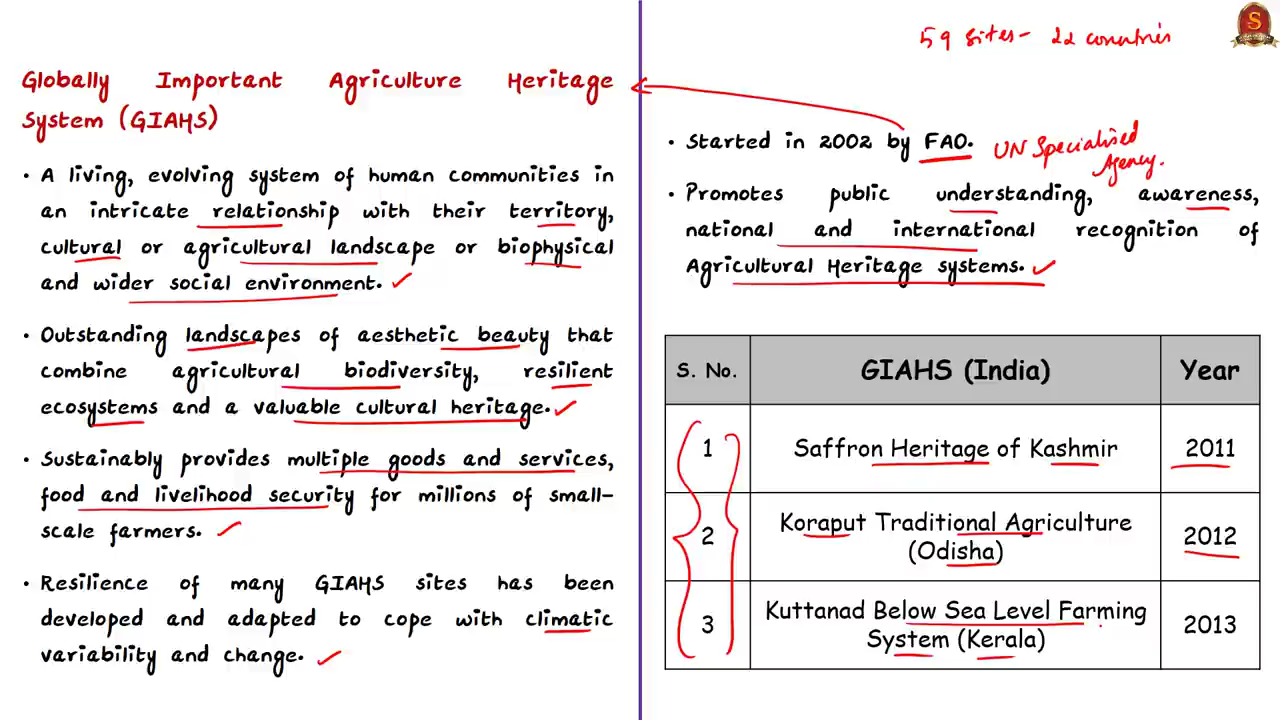 Globally Important Agriculture Heritage
System (GIAHS)
• A living, evolving system of human communities in
an intricate relationship with their territory,
cultural or agricultural landscape or biophysical
and wider social environment.
• Outstanding landscapes of aesthetic beauty that
combine agricultural biodiversity, resilient
ecosystems and a valuable cultural heritage.
• Sustainably provides multiple goods and services,
food and livelihood security for millions of small-
scale farmers.
• Resilience of many GIAHS sites has been
developed and adapted to cope with climatic
variability and change.
59 sites - 22 countries
S
• Started in 2002 by FAO.
UN Specialised
Agency.
• Promotes public understanding, awareness,
national and international recognition of
Agricultural Heritage systems.
S. No. GIAHS (India) Year
1 Saffron Heritage of Kashmir 2011
2 Koraput Traditional Agriculture
(Odisha) 2012
3 Kuttanad Below Sea Level Farming
System (Kerala) 2013